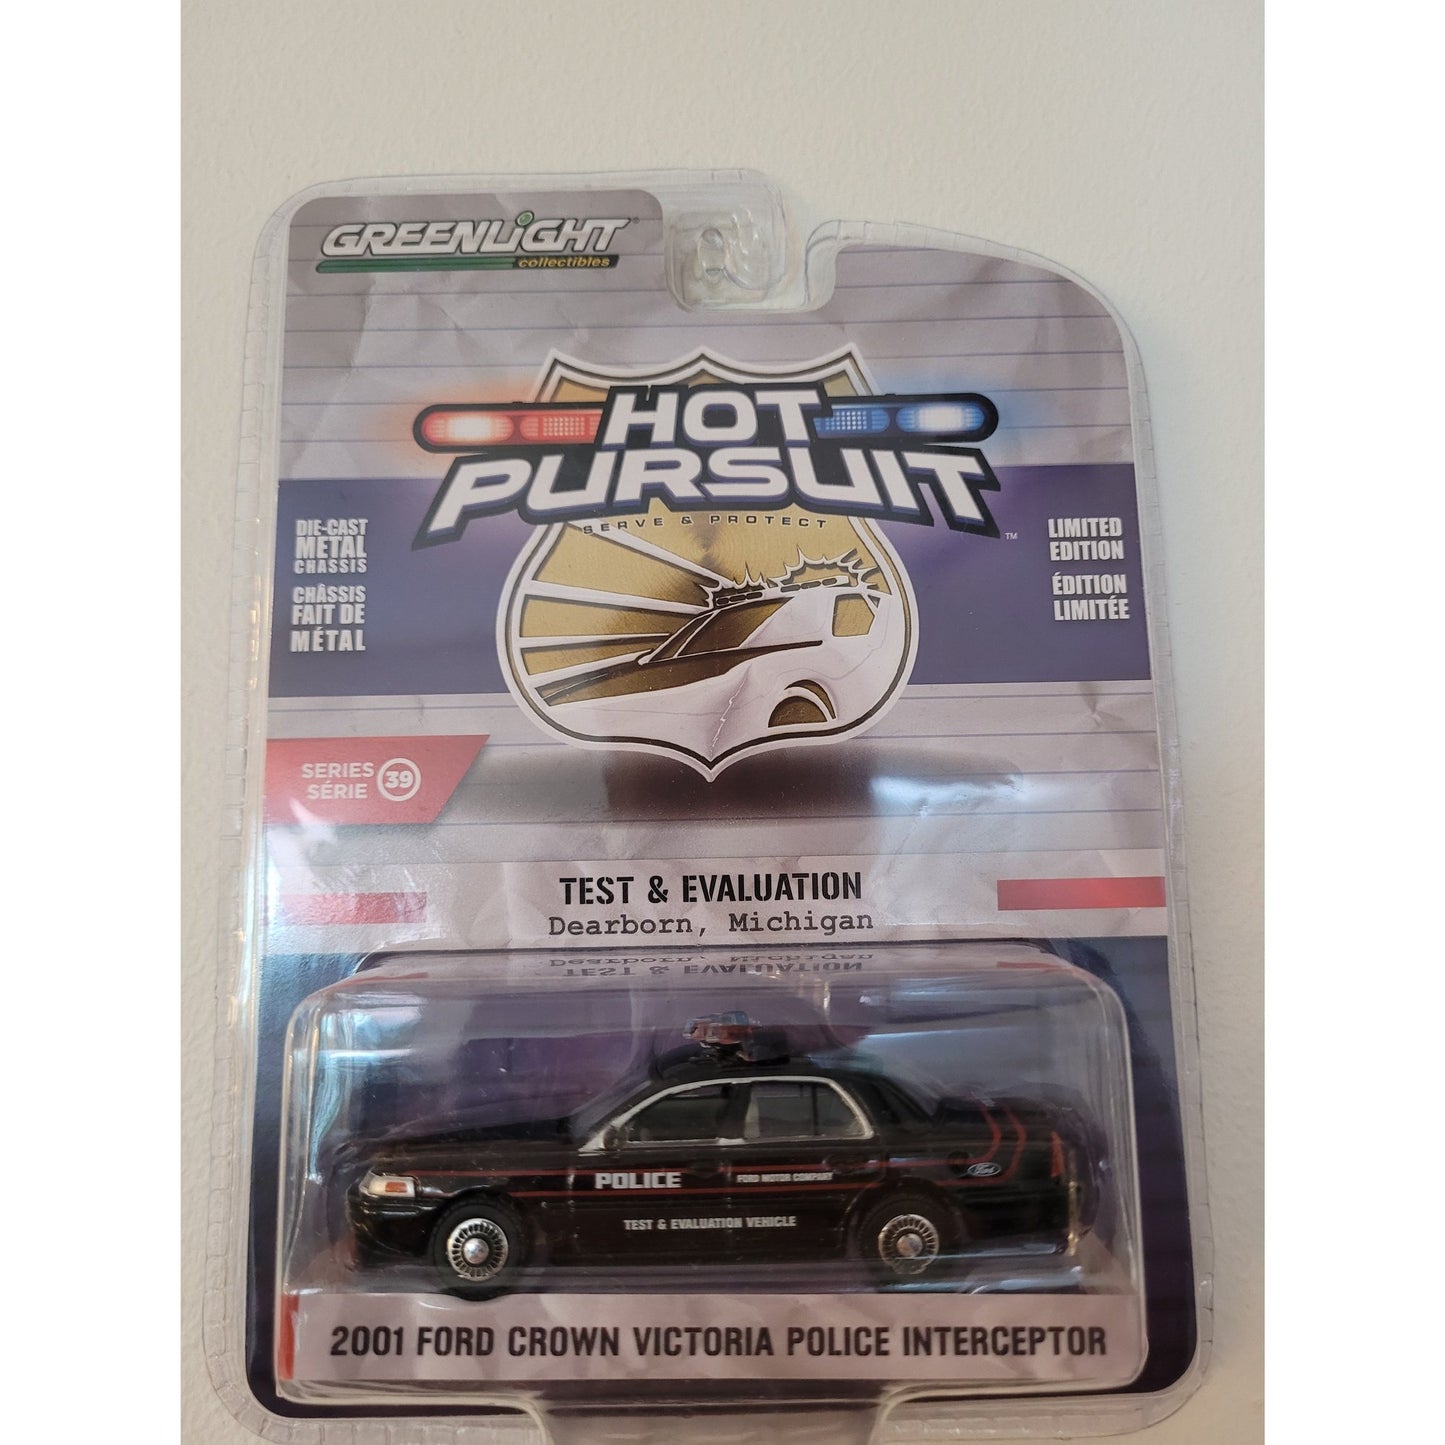 GREENLiGHT®
collectibles
HOT
PURSUIT
™
SERVE & PROTECT
DIE-CAST
METAL
CHASSIS
CHÂSSIS
FAIT DE
MÉTAL
LIMITED
EDITION
ÉDITION
LIMITÉE
SERIES
SÉRIE
39
TEST & EVALUATION
Dearborn, Michigan
POLICE
FORD MOTOR COMPANY
Ford
TEST & EVALUATION VEHICLE
2001 FORD CROWN VICTORIA POLICE INTERCEPTOR